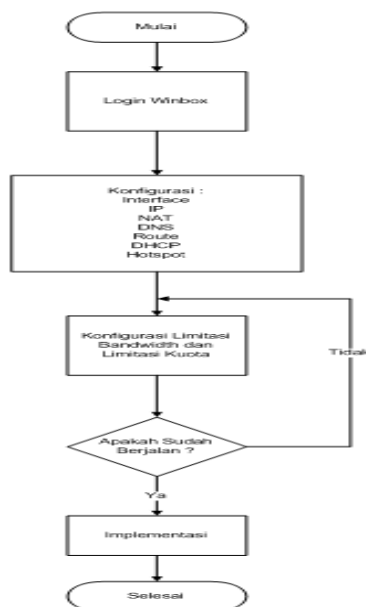 Mulai
Login Winbox
Konfigurasi :
Interface
IP
NAT
DNS
Route
DHCP
Hotspot
Konfigurasi Limitasi
Bandwidth dan
Limitasi Kuota
Tidak
Apakah Sudah
Berjalan ?
Ya
Implementasi
Selesai